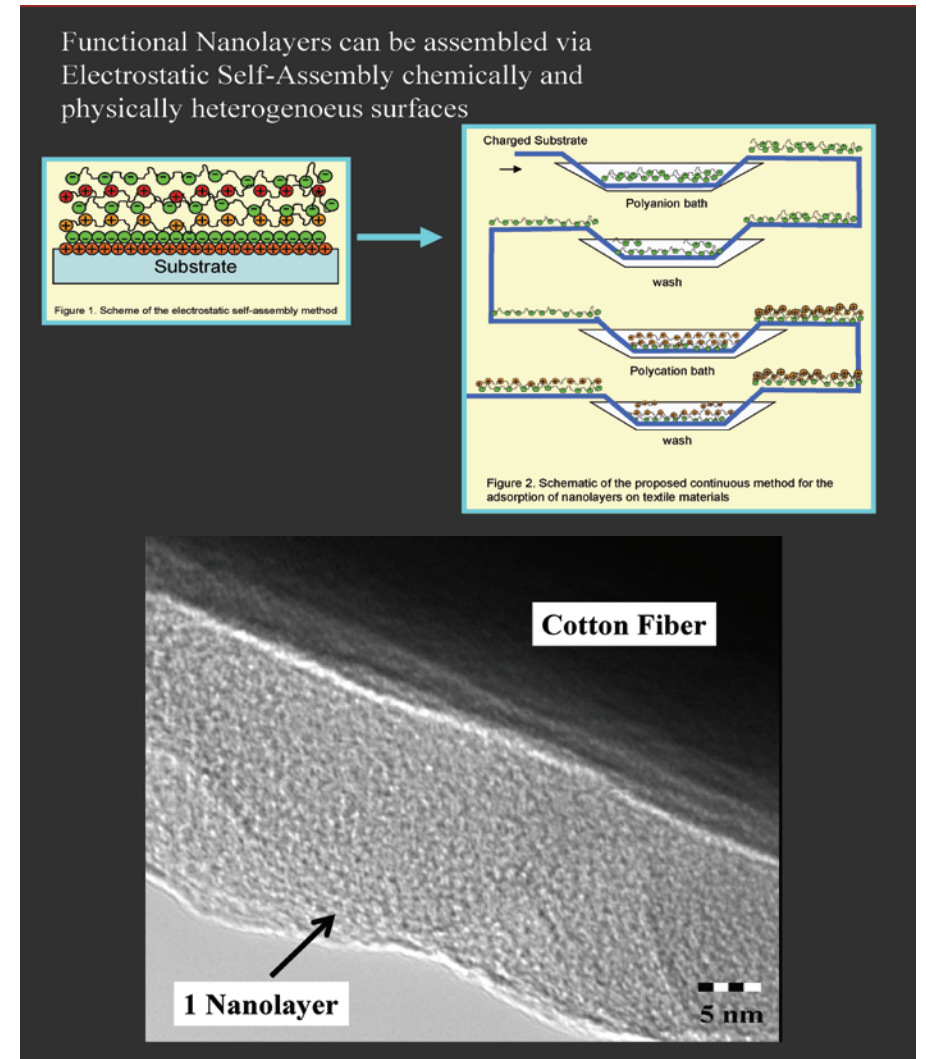 Functional Nanolayers can be assembled via
Electrostatic Self-Assembly chemically and
physically heterogenoeus surfaces
Substrate
Figure 1. Scheme of the electrostatic self-assembly method
Charged Substrate
Polyanion bath
wash
Polycation bath
wash
Figure 2. Schematic of the proposed continuous method for the
adsorption of nanolayers on textile materials
Cotton Fiber
1 Nanolayer
5 nm